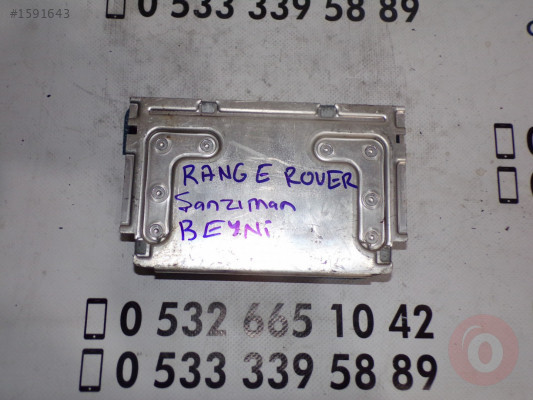 #1591643
0 533 339 58 89
RANGE ROVER
Şanzıman
BEYNİ
0 532 665 10 42
0 533 339 58 89